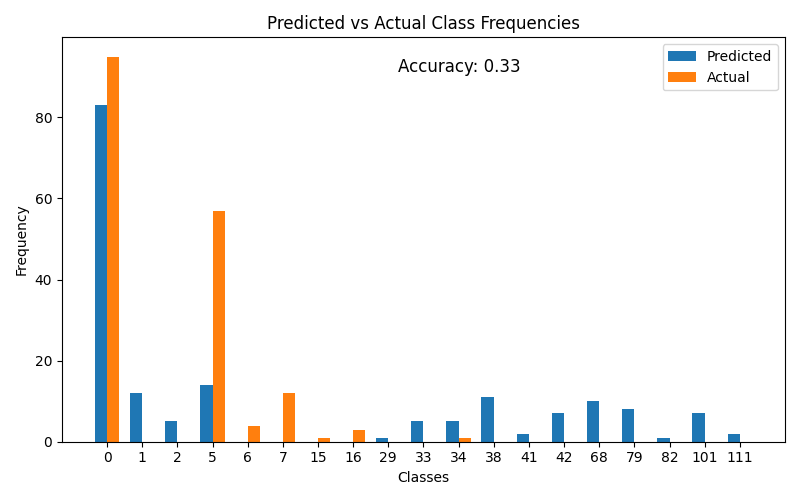 Predicted vs Actual Class Frequencies
Accuracy: 0.33
Predicted
Actual
Frequency
80
60
40
20
0
0 1 2 5 6 7 15 16 29 33 34 38 41 42 68 79 82 101 111
Classes